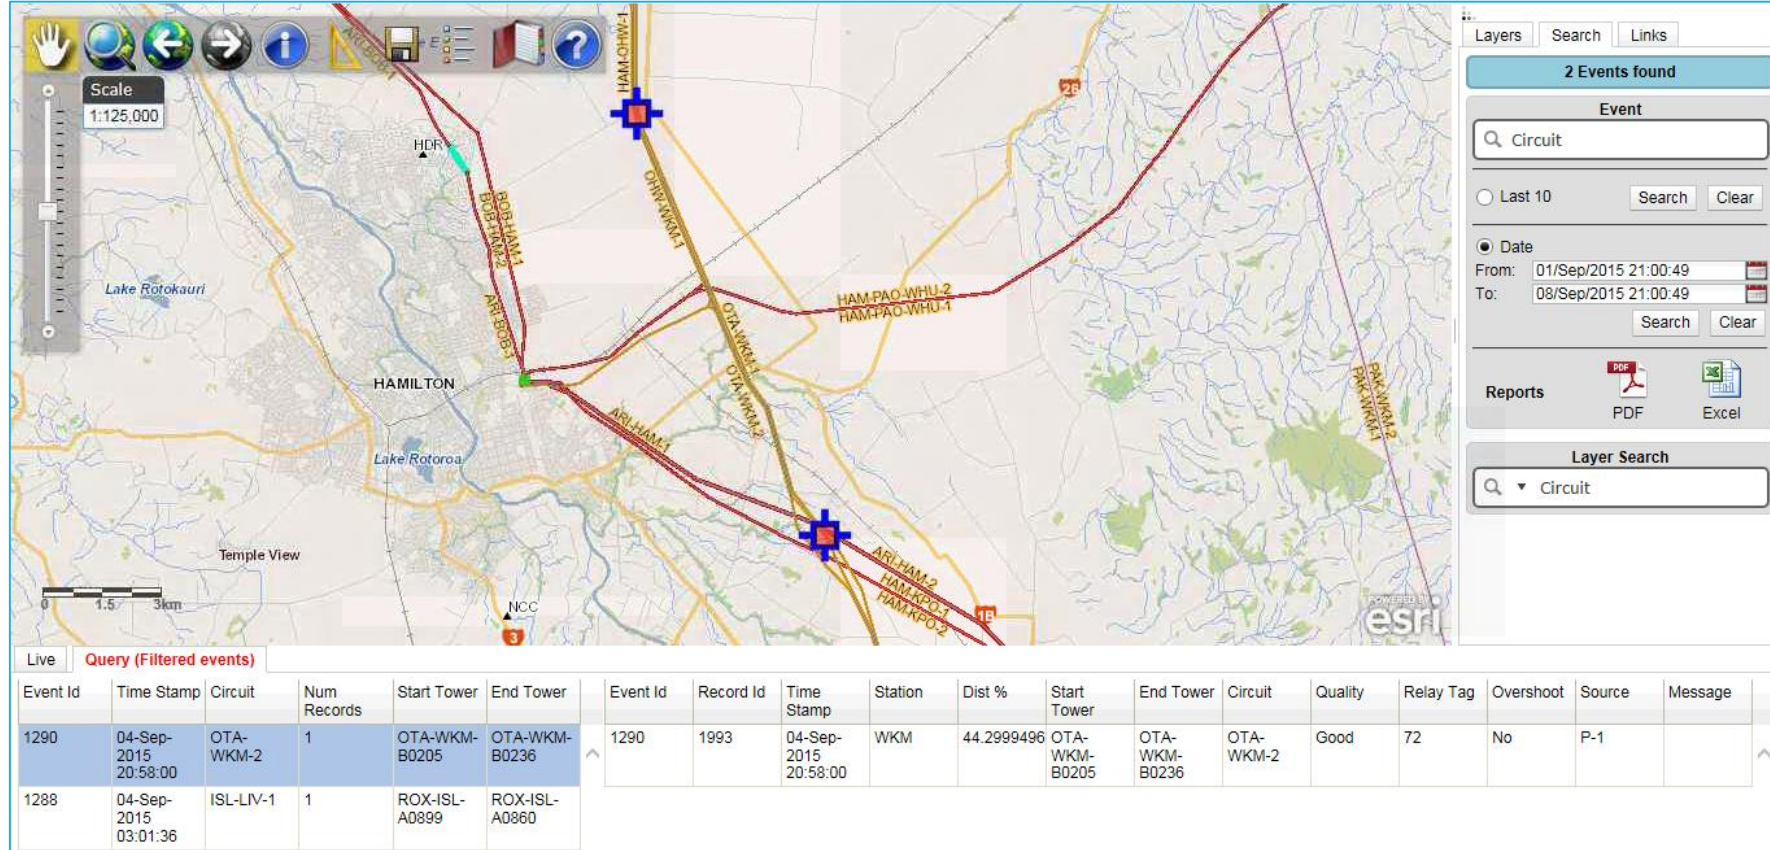 Scale
1:125,000
ARI-BOB-1
E
HAM-OHW-1
2B
HDR
OHW-WKM-1
BOB-HAM-1
BOB-HAM-2
Lake Rotokauri
HAM-PAO-WHU-2
HAM-PAO-WHU-1
ARI-BOB-1
OTA-WKM-1
OTA-WKM-2
HAMILTON
PAK-WKM-2
PAK-WKM-1
ARI-HAM-1
Lake Rotoroa
Temple View
ARI-HAM-2
HAM-KPO-1
HAM-KPO-2
0 1.5 3km
NCC
3
1B
POWERED BY
esri
Layers Search Links
2 Events found
Event
Circuit
Last 10 Search Clear
Date
From: 01/Sep/2015 21:00:49
To: 08/Sep/2015 21:00:49
Search Clear
Reports
PDF
PDF Excel
Layer Search
Circuit
Live Query (Filtered events)
Event Id Time Stamp Circuit Num Records Start Tower End Tower
1290 04-Sep-2015 20:58:00 OTA-WKM-2 1 OTA-WKM-B0205 OTA-WKM-B0236
1288 04-Sep-2015 03:01:36 ISL-LIV-1 1 ROX-ISL-A0899 ROX-ISL-A0860
Event Id Record Id Time Stamp Station Dist % Start Tower End Tower Circuit Quality Relay Tag Overshoot Source Message
1290 1993 04-Sep-2015 20:58:00 WKM 44.2999496 OTA-WKM-B0205 OTA-WKM-B0236 OTA-WKM-2 Good 72 No P-1